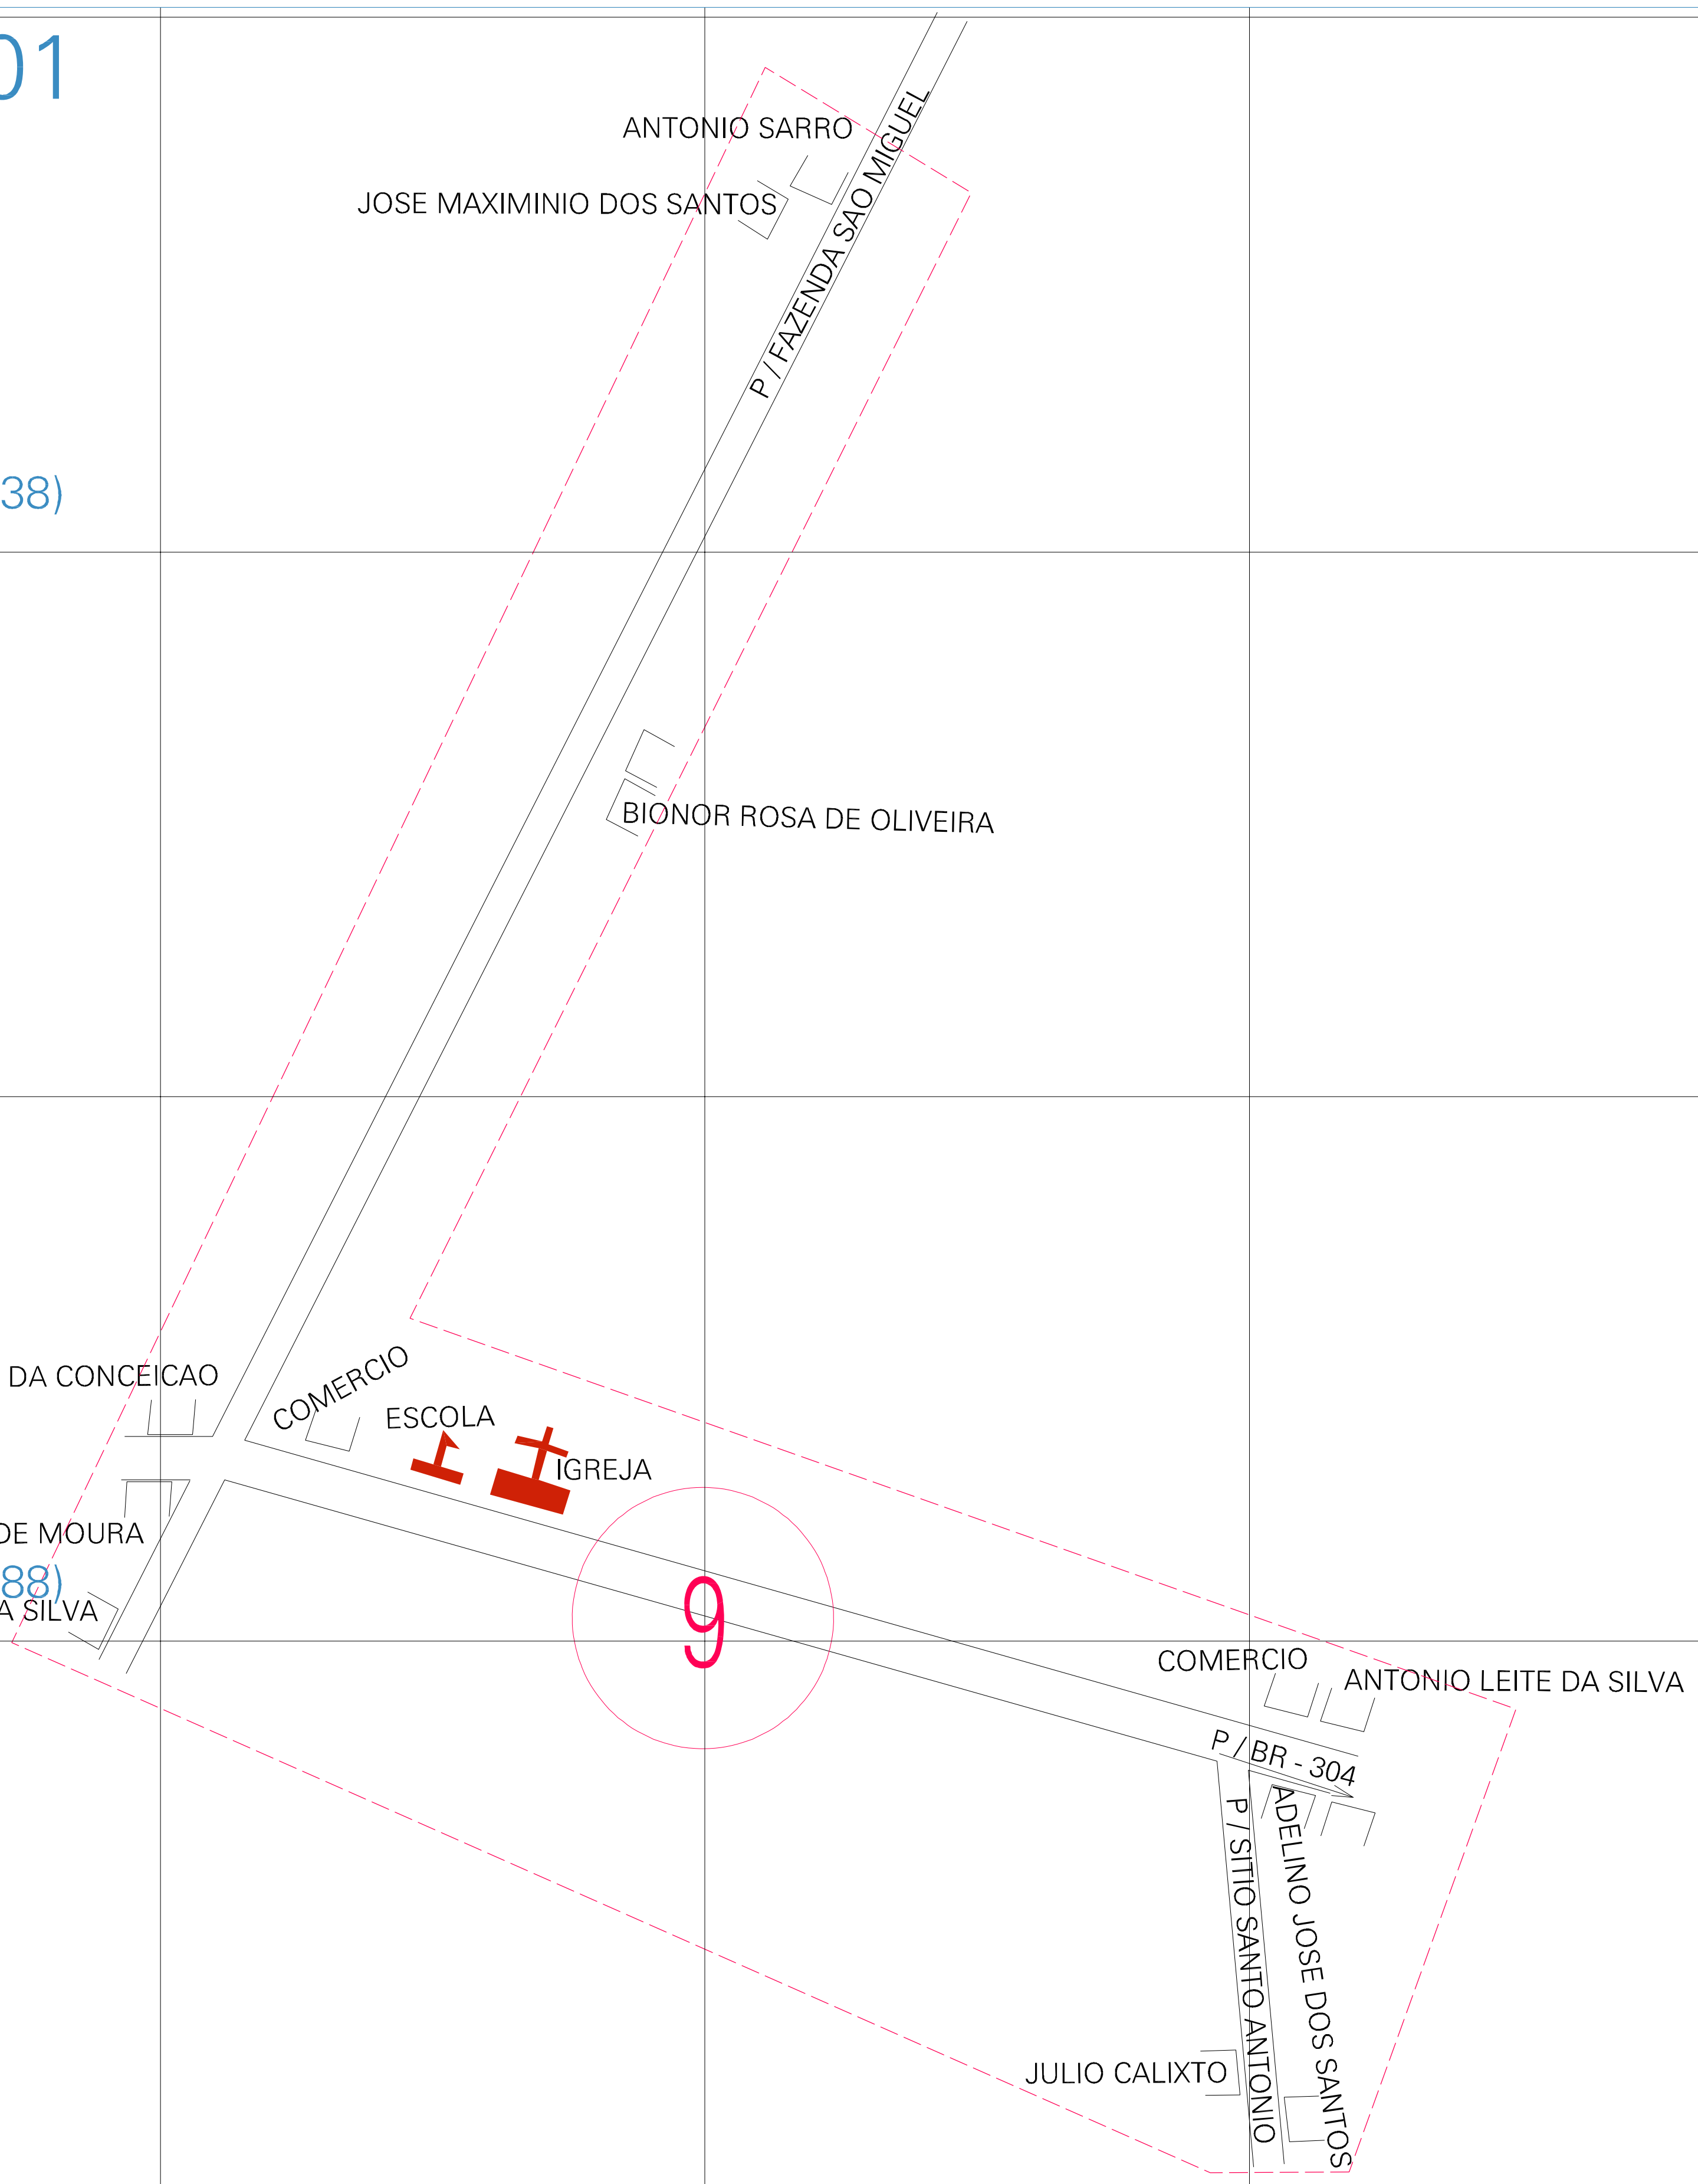 01
ANTONIO SARRO
JOSE MAXIMINIO DOS SANTOS
P / FAZENDA SAO MIGUEL
38)
BIONOR ROSA DE OLIVEIRA
DA CONCEICAO
COMERCIO
ESCOLA
IGREJA
DE MOURA
88)
A SILVA
9
COMERCIO
ANTONIO LEITE DA SILVA
P / BR - 304
P / SITIO SANTO ANTONIO
ADELINO JOSE DOS SANTOS
JULIO CALIXTO